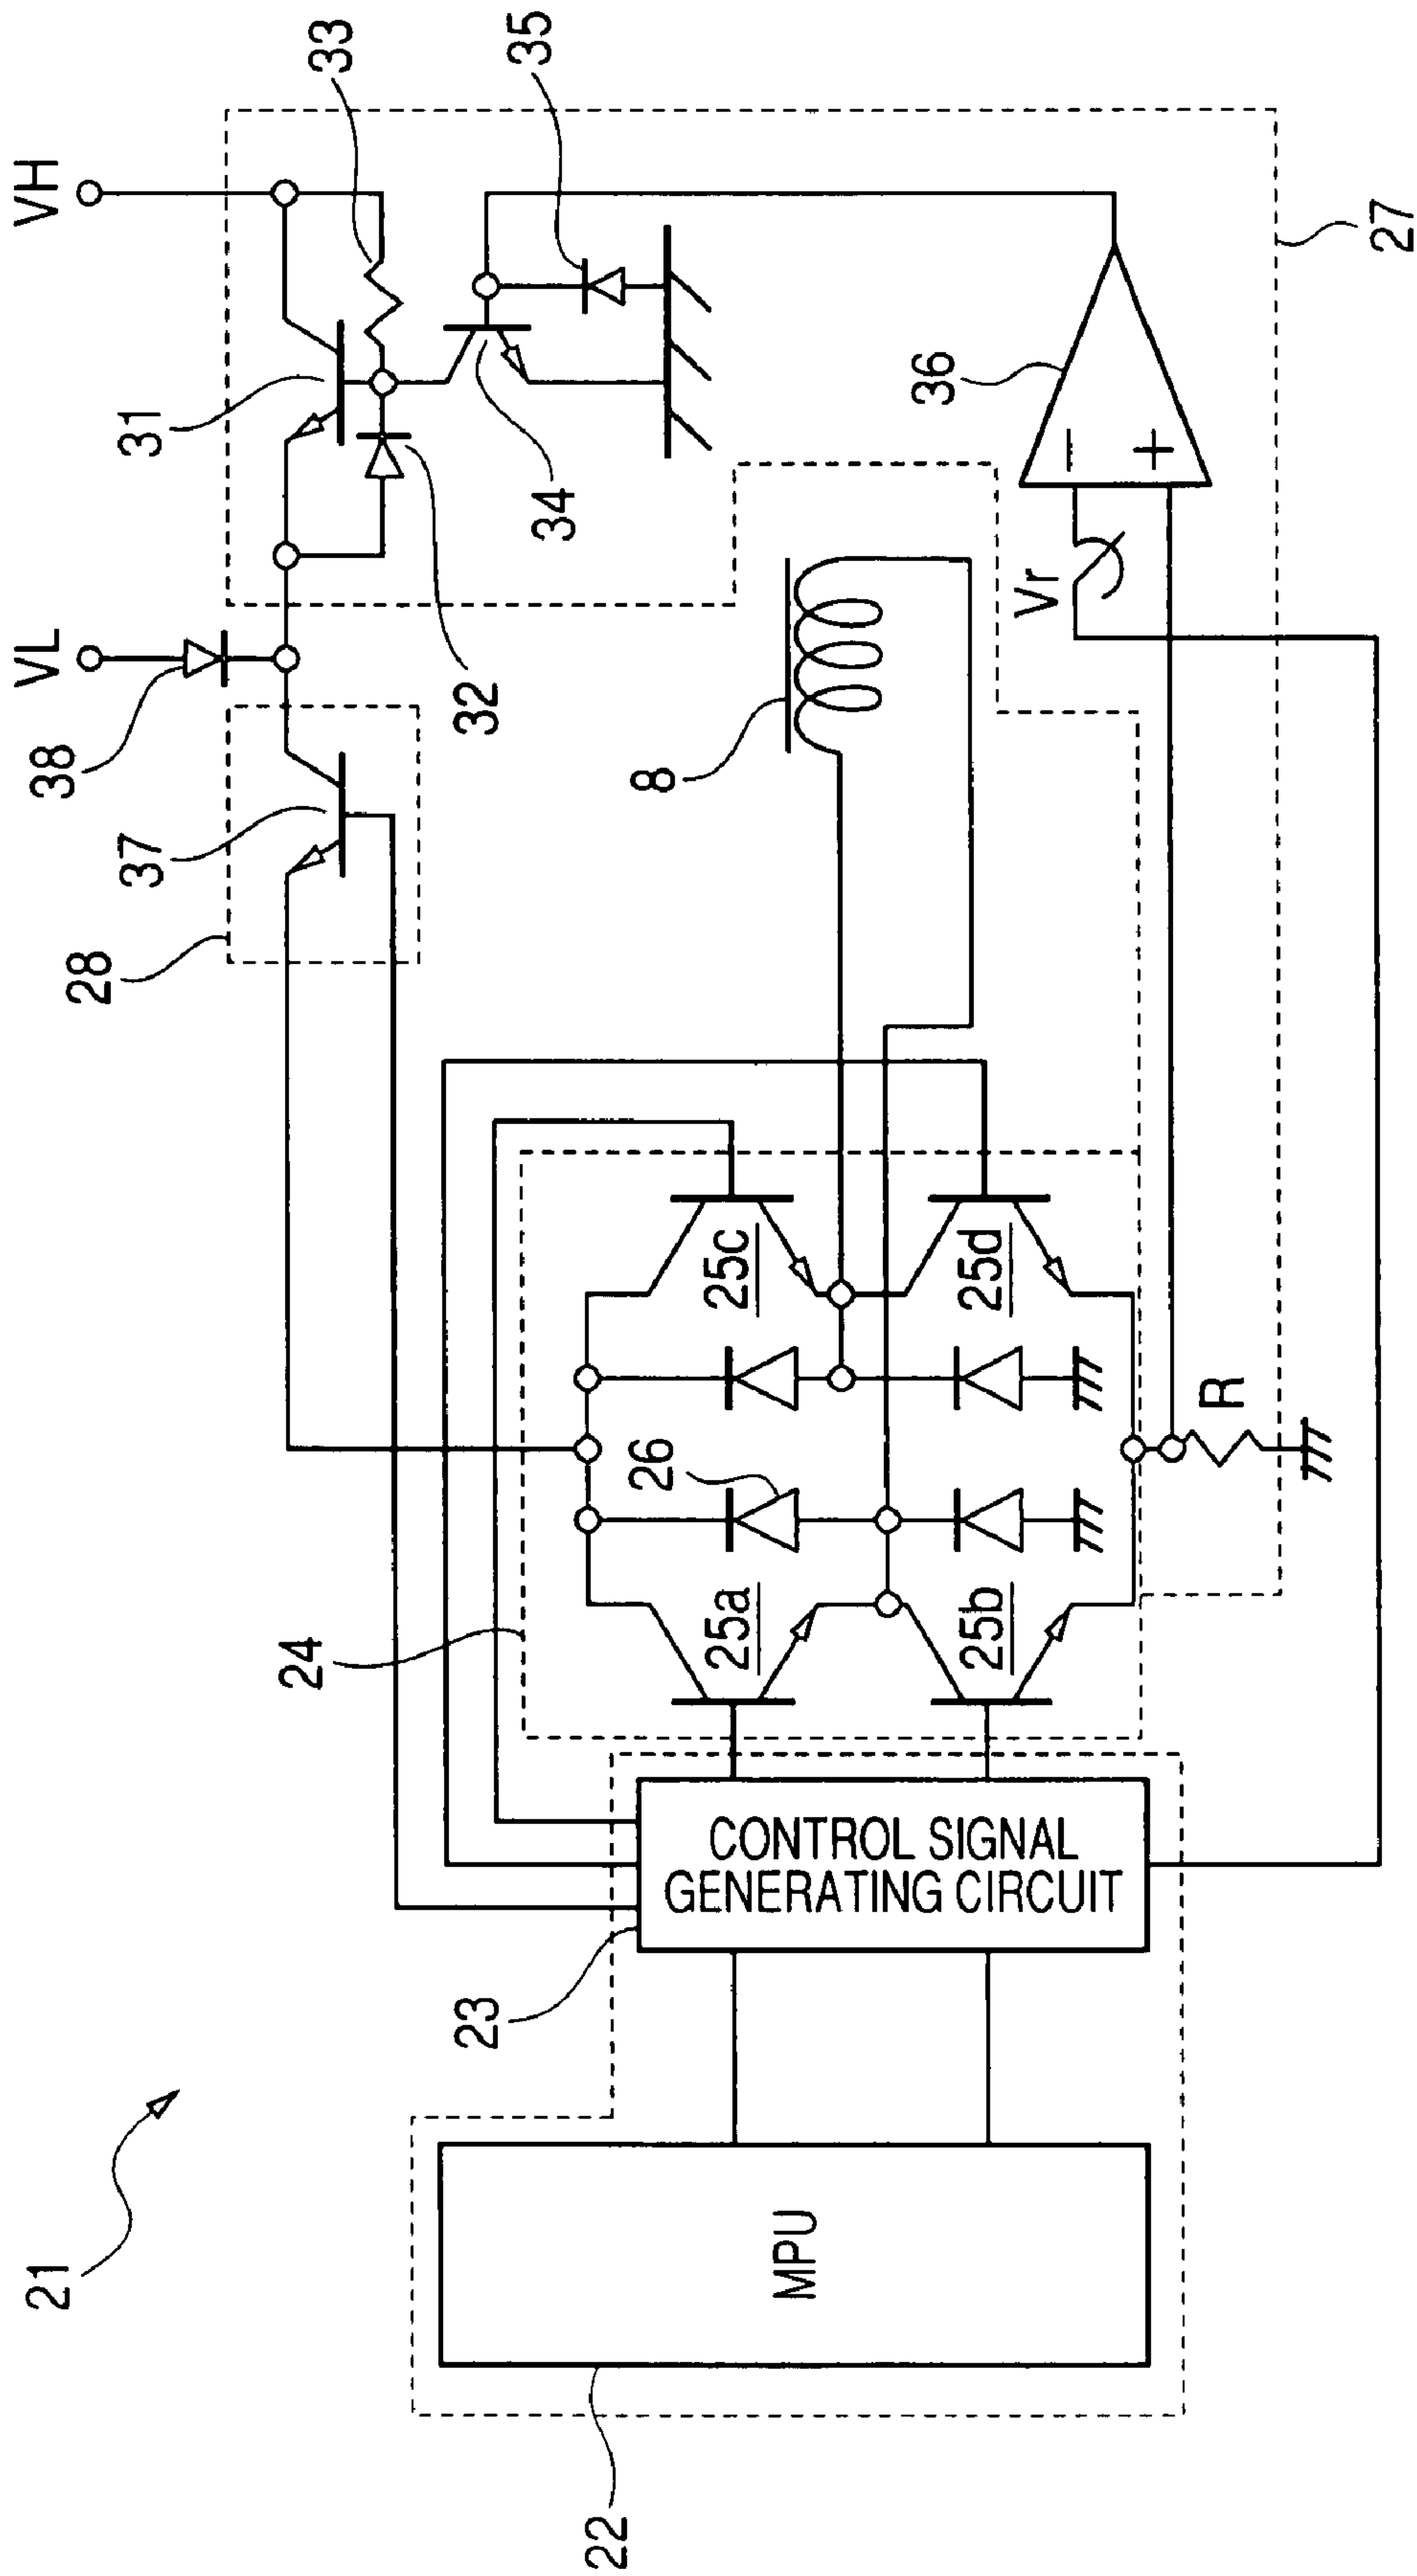 21
VL
VH
38
33
35
31
37
28
32
34
36
8
Vr
27
24
25a
25c
26
25b
25d
R
23
CONTROL SIGNAL
GENERATING CIRCUIT
MPU
22
−
+